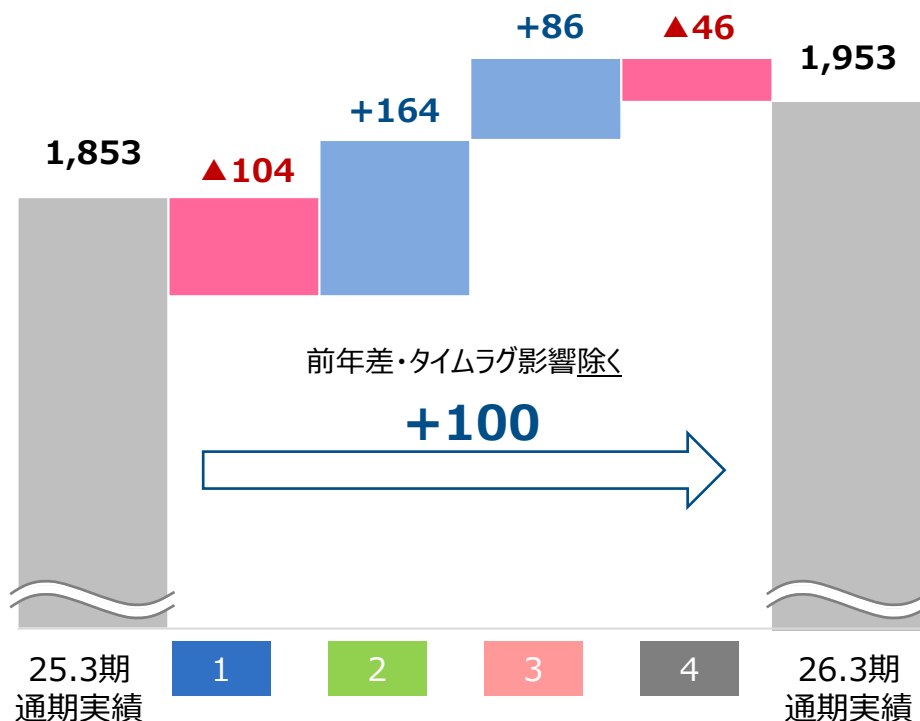 +86
▲46
1,953
+164
1,853
▲104
前年差・タイムラグ影響除く
+100
25.3期
通期実績
1
2
3
4
26.3期
通期実績